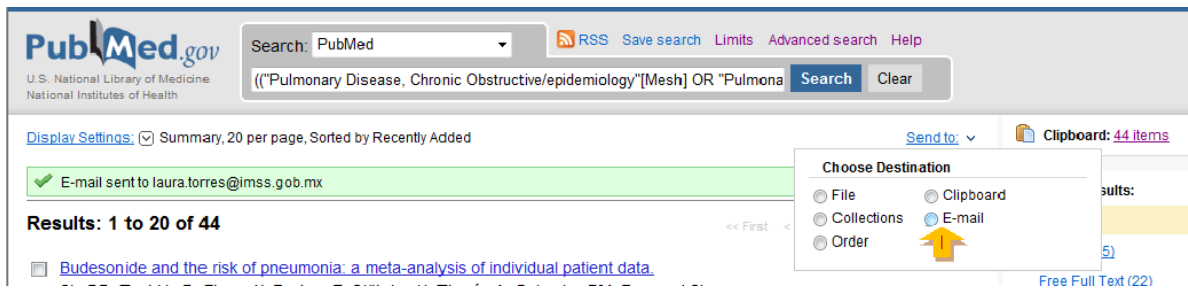 PubMed.gov
U.S. National Library of Medicine
National Institutes of Health
Search: PubMed
RSS Save search Limits Advanced search Help
(("Pulmonary Disease, Chronic Obstructive/epidemiology"[Mesh] OR "Pulmona
Search Clear
Display Settings: Summary, 20 per page, Sorted by Recently Added
Send to:
Clipboard: 44 items
Choose Destination
File Clipboard
Collections E-mail
Order
E-mail sent to laura.torres@imss.gob.mx
Results: 1 to 20 of 44
<< First <
sults:
5)
Free Full Text (22)
Budesonide and the risk of pneumonia: a meta-analysis of individual patient data.